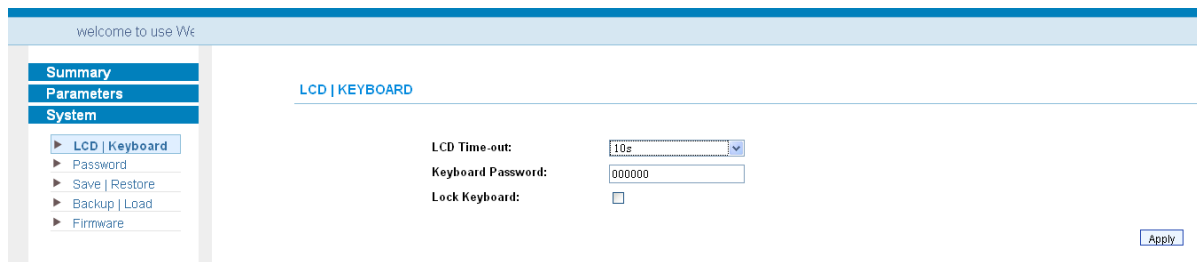 welcome to use We
Summary
Parameters
System
LCD | Keyboard
Password
Save | Restore
Backup | Load
Firmware
LCD | KEYBOARD
LCD Time-out: 10s
Keyboard Password: 000000
Lock Keyboard:
Apply